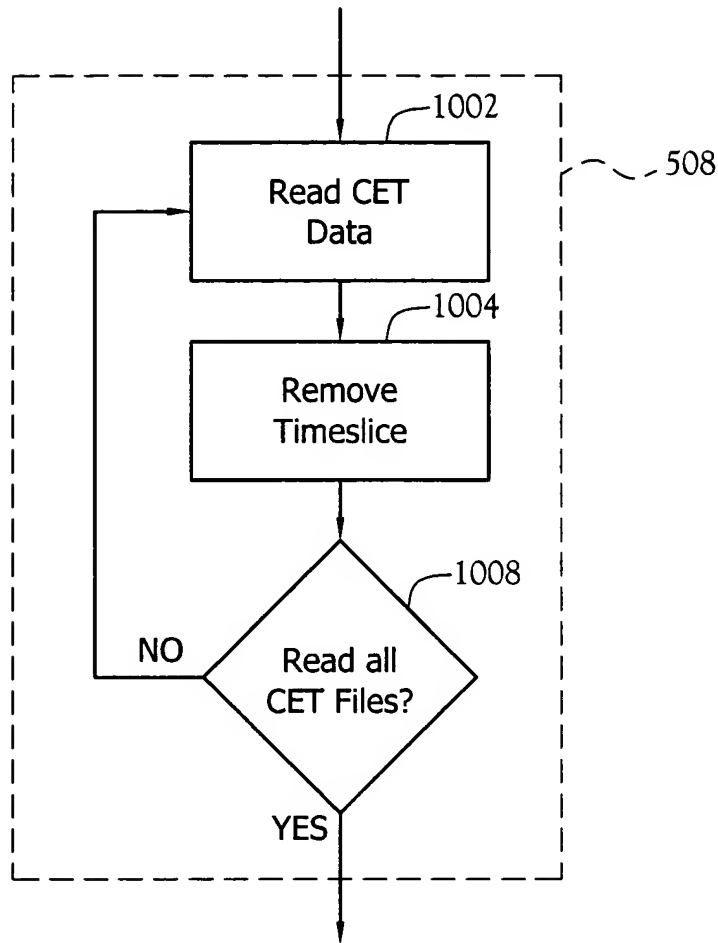 1002
Read CET
Data
508
1004
Remove
Timeslice
1008
Read all
CET Files?
NO
YES